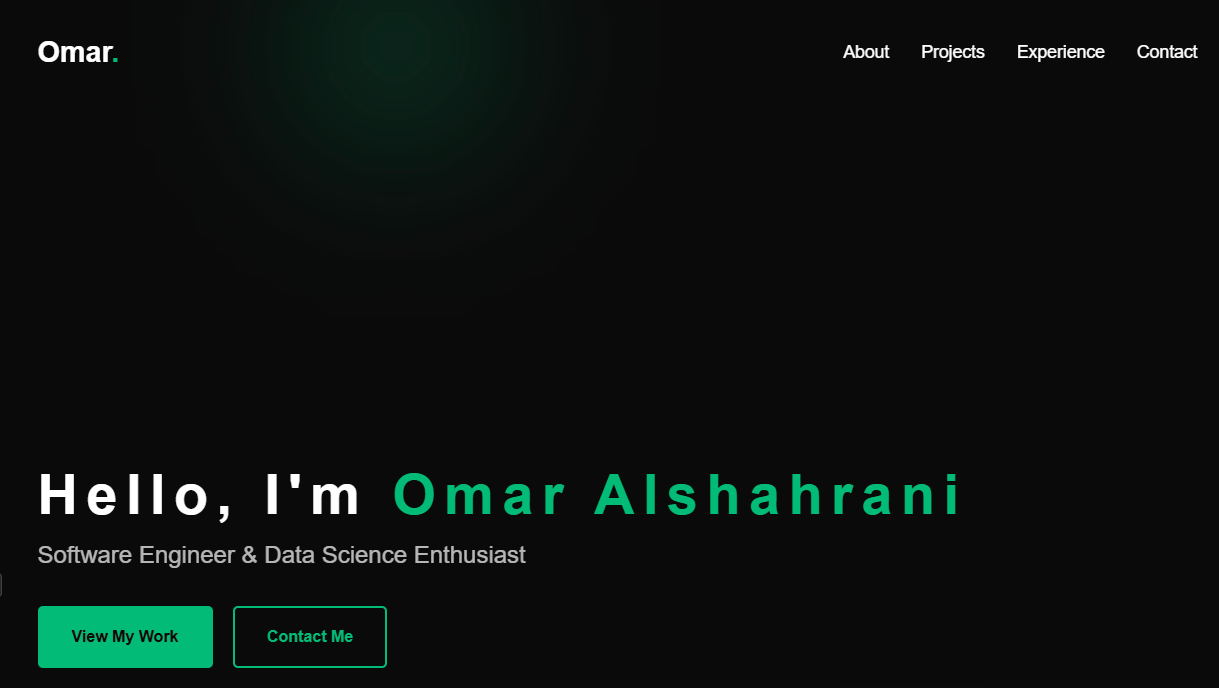 Omar.
About Projects Experience Contact
Hello, I'm Omar Alshahrani
Software Engineer & Data Science Enthusiast
View My Work Contact Me